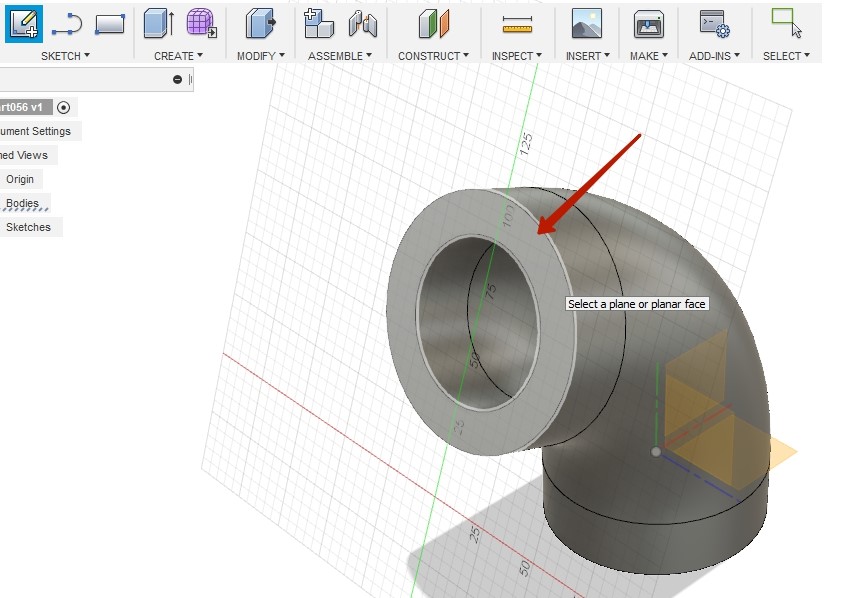 SKETCH▾ CREATE▾ MODIFY▾ ASSEMBLE▾ CONSTRUCT▾ INSPECT▾ INSERT▾ MAKE▾ ADD-INS▾ SELECT▾
rt056 v1
ument Settings
ned Views
Origin
Bodies
Sketches
125
100
75
50
25
25
50
Select a plane or planar face